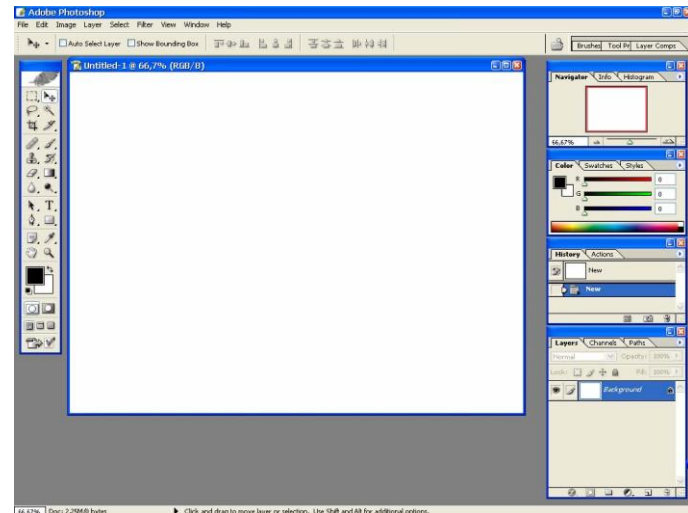 Adobe Photoshop
File Edit Image Layer Select Filter View Window Help
Auto Select Layer Show Bounding Box
Brushes Tool Pr Layer Comps
Untitled-1 @ 66,7% (RGB/8)
Navigator Info Histogram
66,67%
Color Swatches Styles
R 0
G 0
B 0
History Actions
New
New
Layers Channels Paths
Normal Opacity: 100%
Lock: Fill: 100%
Background
T
66,67% Doc: 2,25M/0 bytes Click and drag to move layer or selection. Use Shift and Alt for additional options.